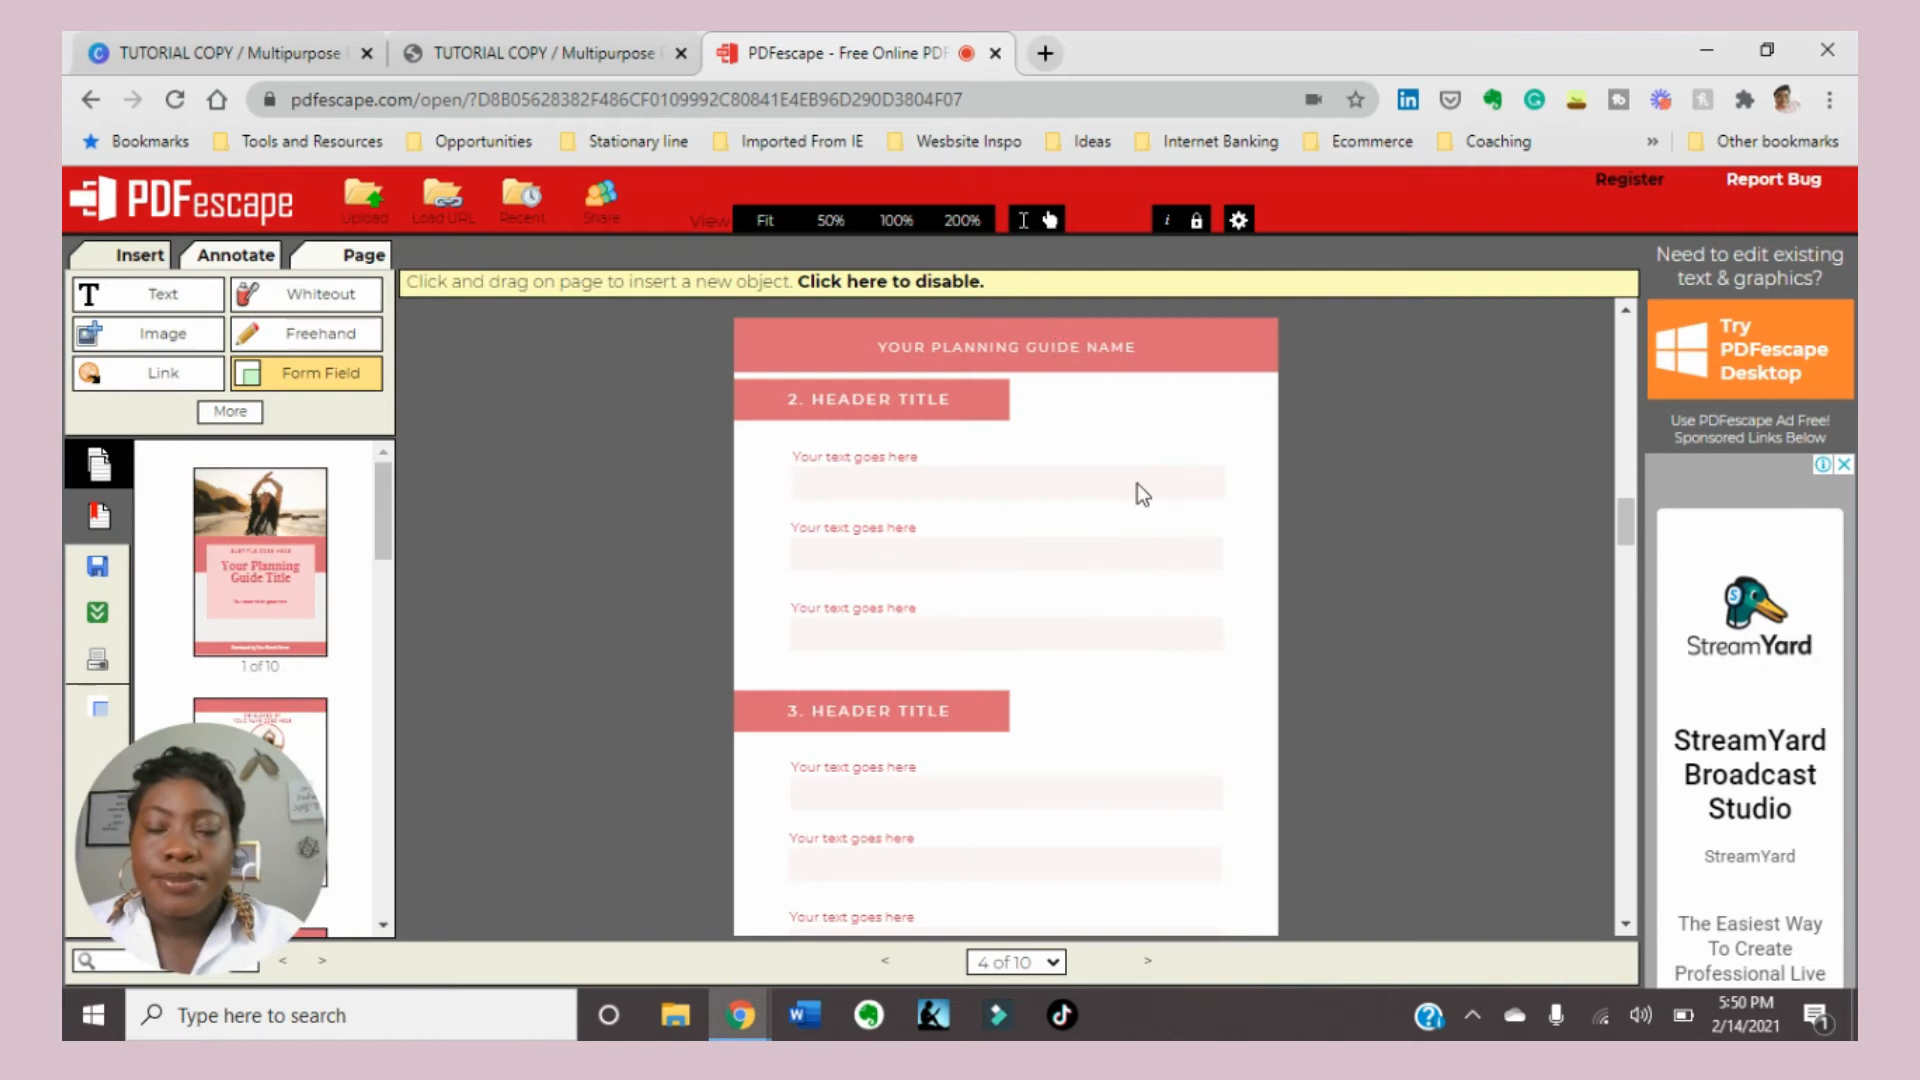 TUTORIAL COPY / Multipurpose
TUTORIAL COPY / Multipurpose
PDFescape - Free Online PDF
pdfescape.com/open/?D8B05628382F486CF0109992C80841E4EB96D290D3804F07
Bookmarks
Tools and Resources
Opportunities
Stationary line
Imported From IE
Wesbsite Inspo
Ideas
Internet Banking
Ecommerce
Coaching
Other bookmarks
PDFescape
Upload
Load URL
Recent
Share
View
Fit
50%
100%
200%
Register
Report Bug
Insert
Annotate
Page
Text
Whiteout
Image
Freehand
Link
Form Field
More
Click and drag on page to insert a new object. Click here to disable.
YOUR PLANNING GUIDE NAME
2. HEADER TITLE
Your text goes here
Your text goes here
Your text goes here
3. HEADER TITLE
Your text goes here
Your text goes here
Your text goes here
SUBTITLE GOES HERE
Your Planning
Guide Title
1 of 10
4 of 10
Need to edit existing
text & graphics?
Try
PDFescape
Desktop
Use PDFescape Ad Free!
Sponsored Links Below
StreamYard
StreamYard
Broadcast
Studio
StreamYard
The Easiest Way
To Create
Professional Live
Type here to search
5:50 PM
2/14/2021
1